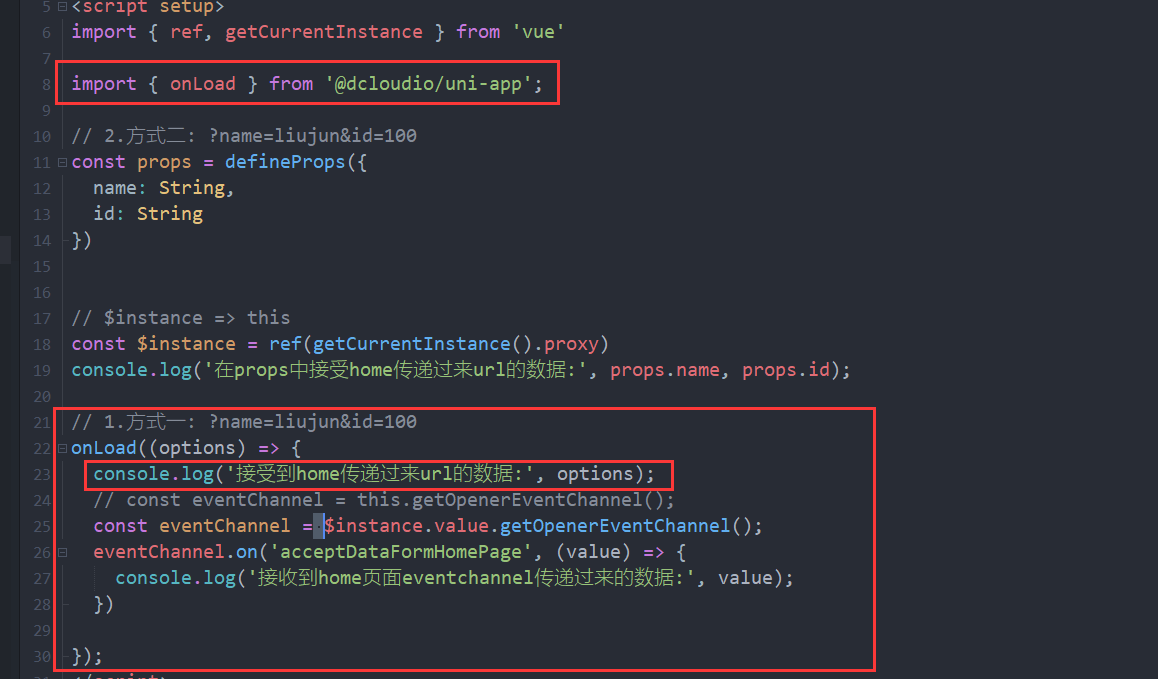 5 <script setup>
6 import { ref, getCurrentInstance } from 'vue'
7
8 import { onLoad } from '@dcloudio/uni-app';
9
10 // 2.方式二: ?name=liujun&id=100
11 const props = defineProps({
12 name: String,
13 id: String
14 })
15
16
17 // $instance => this
18 const $instance = ref(getCurrentInstance().proxy)
19 console.log('在props中接受home传递过来url的数据:', props.name, props.id);
20
21 // 1.方式一: ?name=liujun&id=100
22 onLoad((options) => {
23 console.log('接受到home传递过来url的数据:', options);
24 // const eventChannel = this.getOpenerEventChannel();
25 const eventChannel = $instance.value.getOpenerEventChannel();
26 eventChannel.on('acceptDataFormHomePage', (value) => {
27 console.log('接收到home页面eventchannel传递过来的数据:', value);
28 })
29
30 });
31 </script>